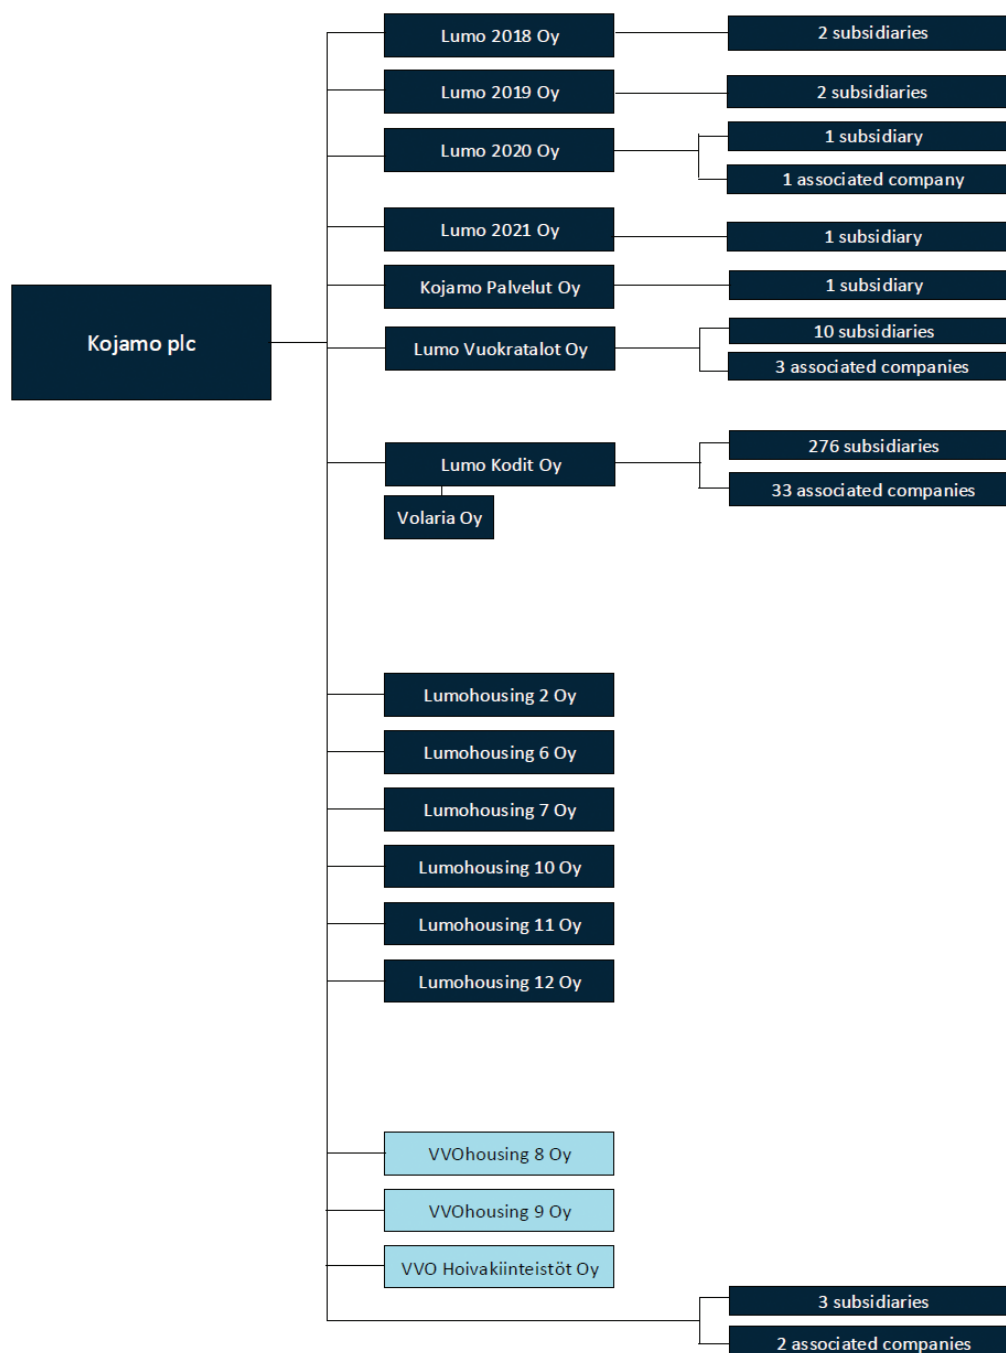 Kojamo plc
Lumo 2018 Oy
2 subsidiaries
Lumo 2019 Oy
2 subsidiaries
Lumo 2020 Oy
1 subsidiary
1 associated company
Lumo 2021 Oy
1 subsidiary
Kojamo Palvelut Oy
1 subsidiary
Lumo Vuokratalot Oy
10 subsidiaries
3 associated companies
Lumo Kodit Oy
276 subsidiaries
33 associated companies
Volaria Oy
Lumohousing 2 Oy
Lumohousing 6 Oy
Lumohousing 7 Oy
Lumohousing 10 Oy
Lumohousing 11 Oy
Lumohousing 12 Oy
VVOhousing 8 Oy
VVOhousing 9 Oy
VVO Hoivakiinteistöt Oy
3 subsidiaries
2 associated companies